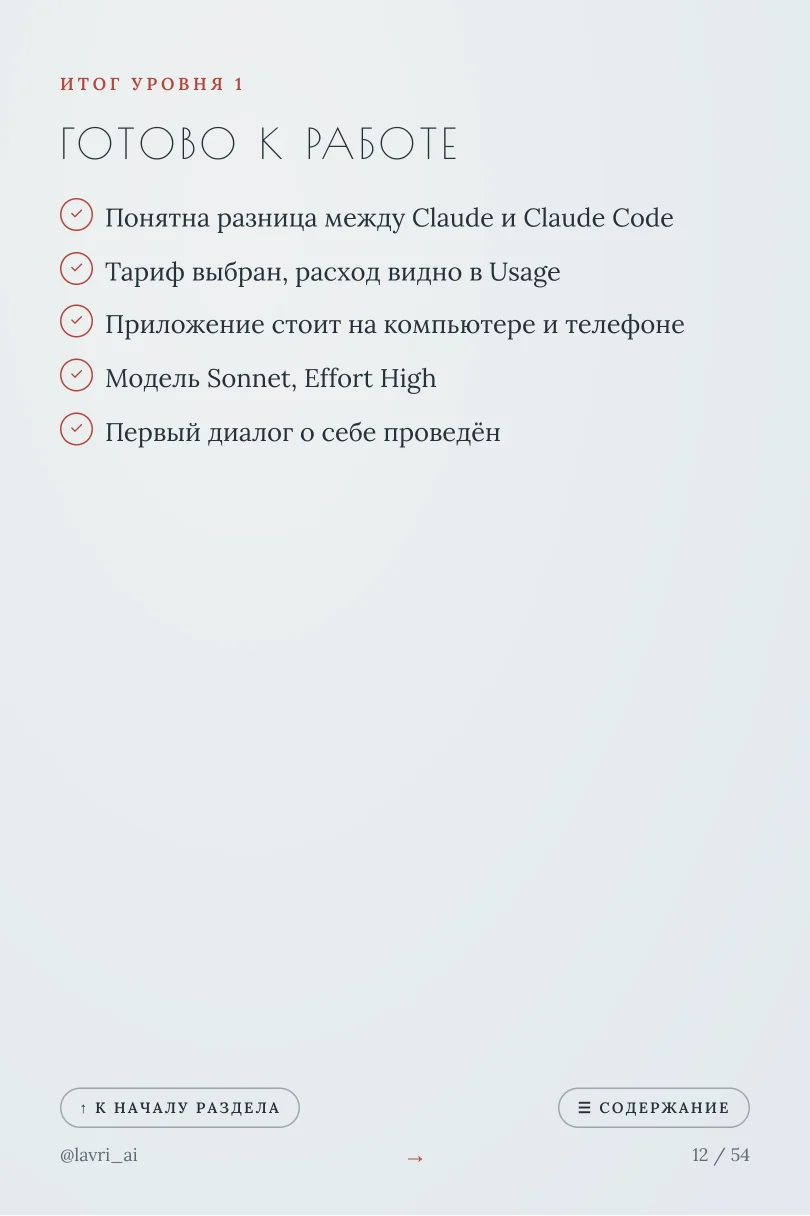 ИТОГ УРОВНЯ 1
ГОТОВО К РАБОТЕ
Понятна разница между Claude и Claude Code
Тариф выбран, расход видно в Usage
Приложение стоит на компьютере и телефоне
Модель Sonnet, Effort High
Первый диалог о себе проведён
↑ К НАЧАЛУ РАЗДЕЛА
☰ СОДЕРЖАНИЕ
@lavri_ai
→
12 / 54